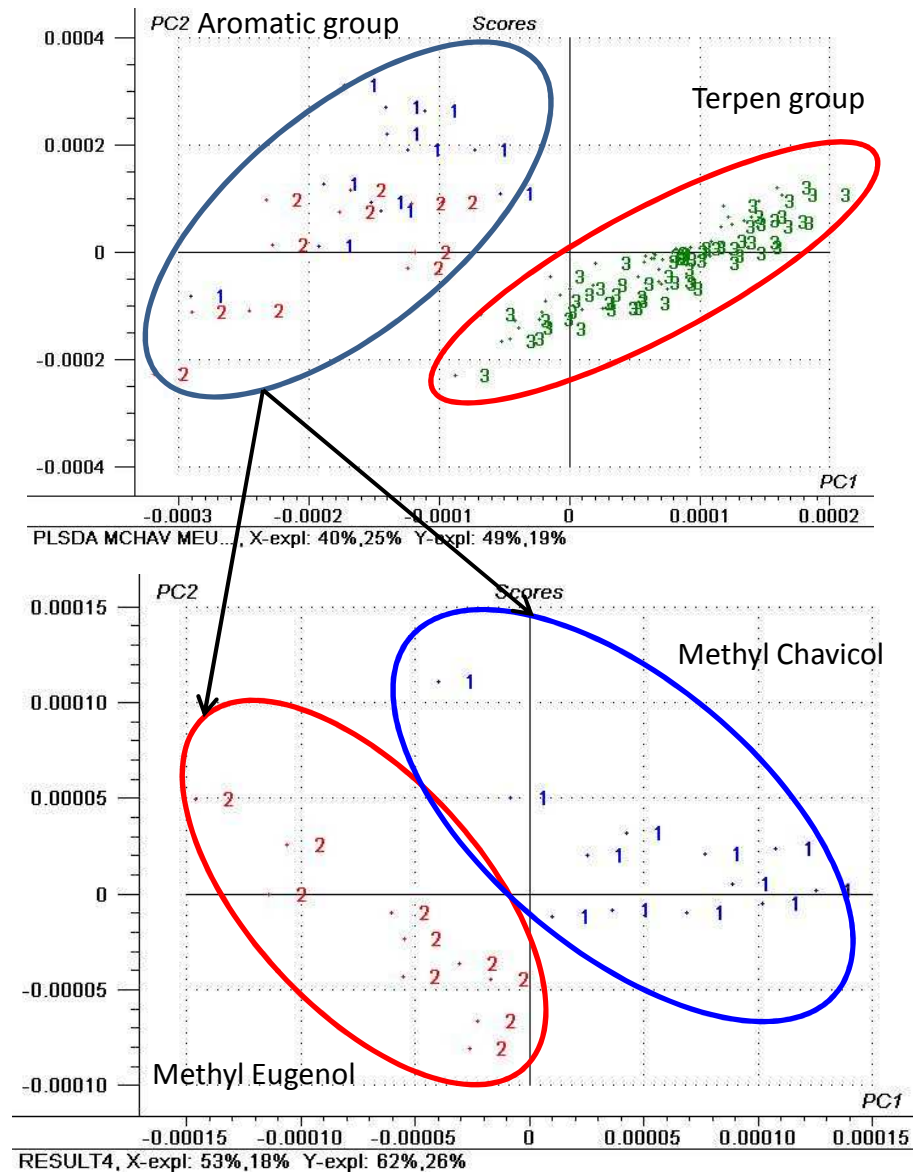 PC2 Aromatic group Scores
0.0004
Terpen group
0.0002
0
-0.0002
-0.0004
PC1
-0.0003 -0.0002 -0.0001 0 0.0001 0.0002
PLSDA MCHAV MEU..., X-expl: 40%,25% Y-expl: 49%,19%
PC2 Scores
0.00015
Methyl Chavicol
0.00010
0.00005
0
-0.00005
-0.00010
Methyl Eugenol
PC1
-0.00015 -0.00010 -0.00005 0 0.00005 0.00010 0.00015
RESULT4, X-expl: 53%,18% Y-expl: 62%,26%